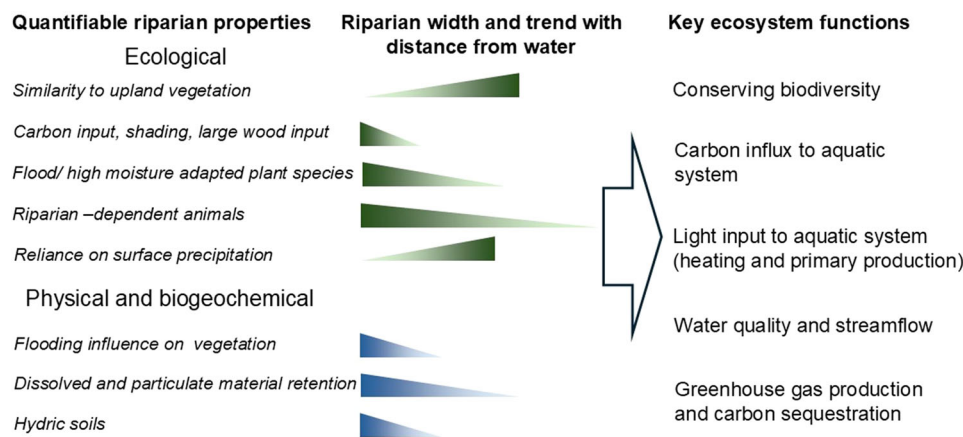 Quantifiable riparian properties
Riparian width and trend with
distance from water
Key ecosystem functions
Ecological
Similarity to upland vegetation
Carbon input, shading, large wood input
Flood/ high moisture adapted plant species
Riparian –dependent animals
Reliance on surface precipitation
Physical and biogeochemical
Flooding influence on  vegetation
Dissolved and particulate material retention
Hydric soils
Conserving biodiversity
Carbon influx to aquatic
system
Light input to aquatic system
(heating and primary production)
Water quality and streamflow
Greenhouse gas production
and carbon sequestration